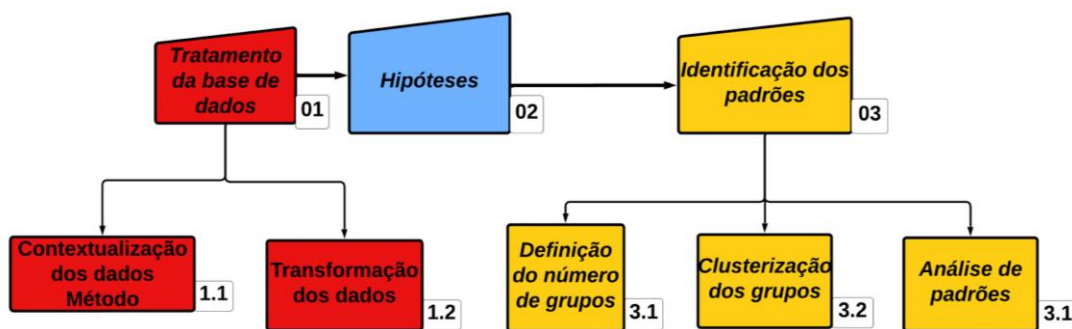 Tratamento
da base de
dados
01
Hipóteses
02
Identificação dos
padrões
03
Contextualização
dos dados
Método
1.1
Transformação
dos dados
1.2
Definição
do número
de grupos
3.1
Clusterização
dos grupos
3.2
Análise de
padrões
3.1